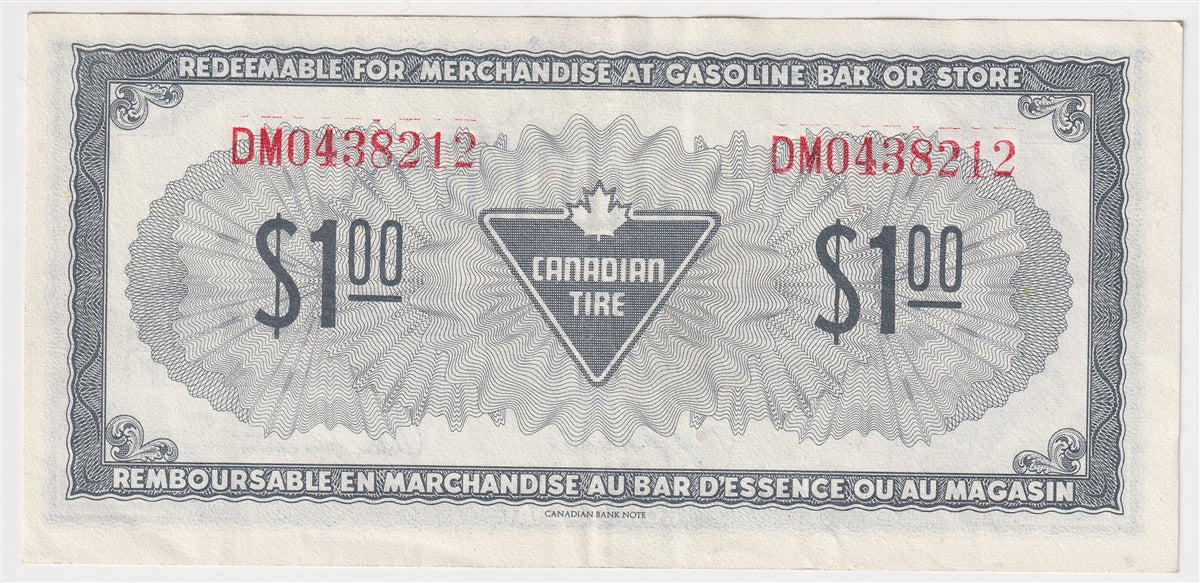 REDEEMABLE FOR MERCHANDISE AT GASOLINE BAR OR STORE
DM0438212 DM0438212
$1.00 $1.00
CANADIAN
TIRE
REMBOURSABLE EN MARCHANDISE AU BAR D'ESSENCE OU AU MAGASIN
CANADIAN BANK NOTE